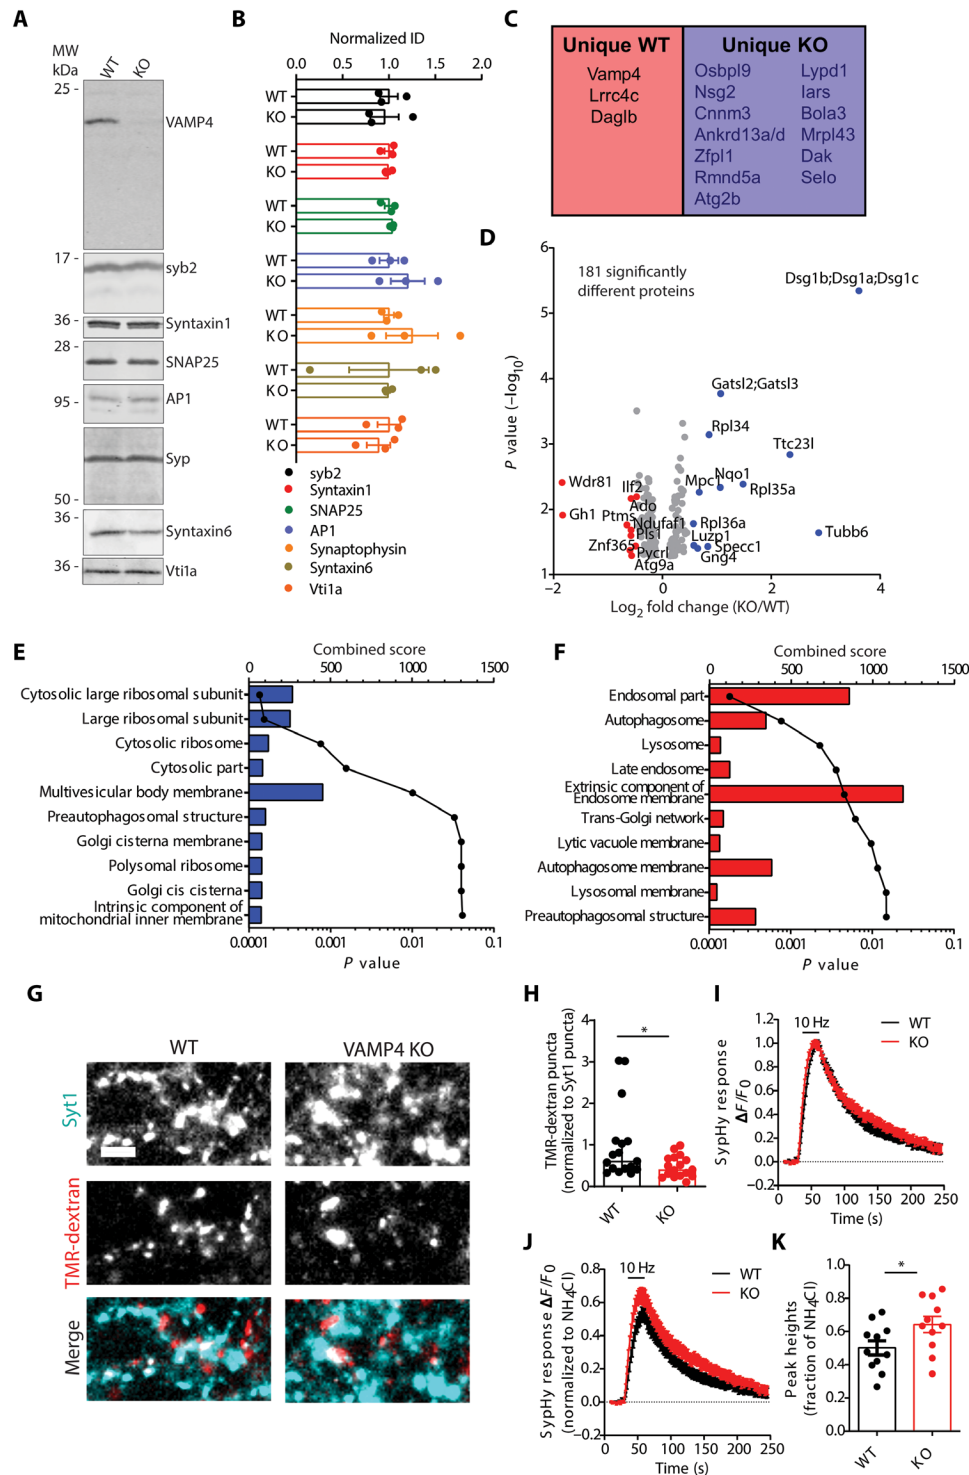 A
MW
kDa
WT
KO
25 -
VAMP4
17 -
syb2
36 -
Syntaxin1
28 -
SNAP25
95 -
AP1
Syp
50 -
36 -
Syntaxin6
36 -
Vti1a
B
Normalized ID
0.0 0.5 1.0 1.5 2.0
WT
KO
WT
KO
WT
KO
WT
KO
WT
KO
WT
KO
WT
KO
syb2
Syntaxin1
SNAP25
AP1
Synaptophysin
Syntaxin6
Vti1a
C
Unique WT
Vamp4
Lrrc4c
Daglb
Unique KO
Osbpl9 Lypd1
Nsg2 Iars
Cnnm3 Bola3
Ankrd13a/d Mrpl43
Zfpl1 Dak
Rmnd5a Selo
Atg2b
D
181 significantly
different proteins
P value (−log10)
6
5
4
3
2
1
Dsg1b;Dsg1a;Dsg1c
Gatsl2;Gatsl3
Rpl34
Ttc23l
Mpc1
Nqo1
Rpl35a
Wdr81
Ilf2
Ado
Gh1
Ptms
Ndufaf1
Rpl36a
Pls1
Luzp1
Tubb6
Znf365
Pycrl
Specc1
Gng4
Atg9a
−2 0 2 4
Log2 fold change (KO/WT)
E
Combined score
0 500 1000 1500
Cytosolic large ribosomal subunit
Large ribosomal subunit
Cytosolic ribosome
Cytosolic part
Multivesicular body membrane
Preautophagosomal structure
Golgi cisterna membrane
Polysomal ribosome
Golgi cis cisterna
Intrinsic component of
mitochondrial inner membrane
0.0001 0.001 0.01 0.1
P value
F
Combined score
0 500 1000 1500
Endosomal part
Autophagosome
Lysosome
Late endosome
Extrinsic component of
Endosome membrane
Trans-Golgi network
Lytic vacuole membrane
Autophagosome membrane
Lysosomal membrane
Preautophagosomal structure
0.0001 0.001 0.01 0.1
P value
G
WT
VAMP4 KO
Syt1
TMR-dextran
Merge
H
TMR-dextran puncta
(normalized to Syt1 puncta)
4
3
2
1
0
*
WT
KO
I
SypHy response
ΔF/F0
1.2
1.0
0.8
0.6
0.4
0.2
0.0
−0.2
10 Hz
WT
KO
0 50 100 150 200 250
Time (s)
J
SypHy response ΔF/F0
(normalized to NH4Cl)
0.8
0.6
0.4
0.2
0.0
−0.2
10 Hz
WT
KO
0 50 100 150 200 250
Time (s)
K
Peak heights
(fraction of NH4Cl)
1.0
0.8
0.6
0.4
0.2
0.0
*
WT
KO